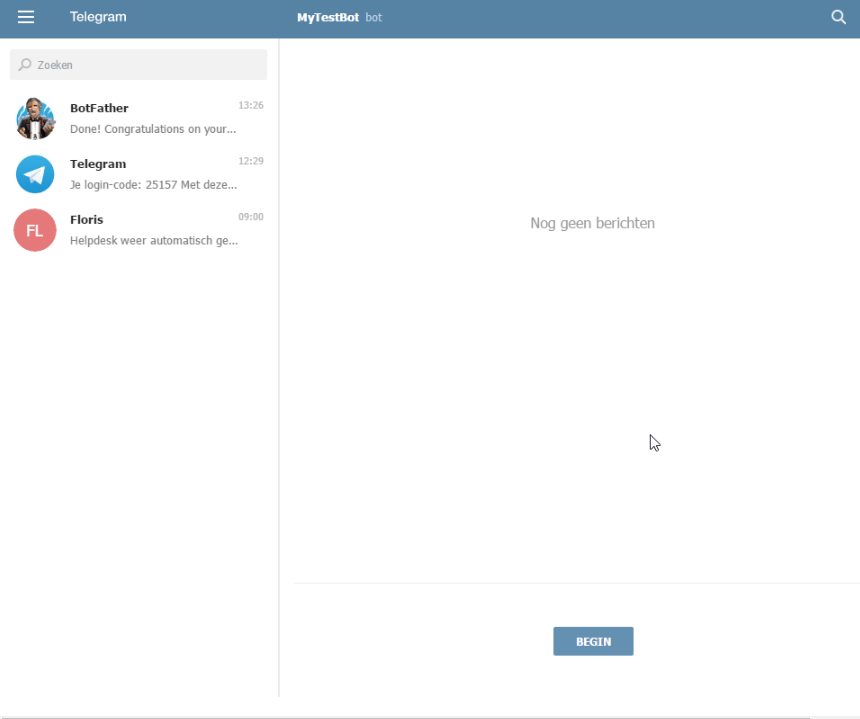 Telegram
MyTestBot bot
Zoeken
BotFather 13:26
Done! Congratulations on your...
Telegram 12:29
Je login-code: 25157 Met deze...
FL
Floris 09:00
Helpdesk weer automatisch ge...
Nog geen berichten
BEGIN